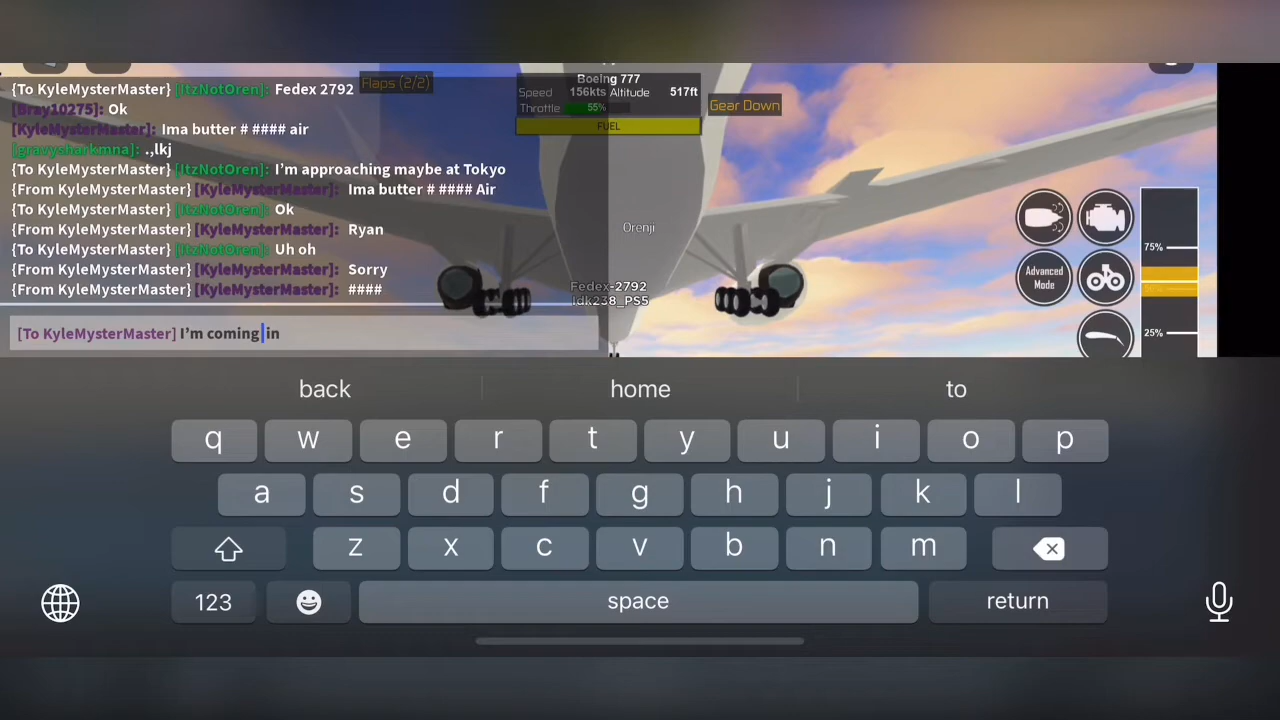 {To KyleMysterMaster} [ItzNotOren]: Fedex 2792
[Bray10275]: Ok
[KyleMysterMaster]: Ima butter # #### air
[gravysharkmna]: .,lkj
{To KyleMysterMaster} [ItzNotOren]: I'm approaching maybe at Tokyo
{From KyleMysterMaster} [KyleMysterMaster]: Ima butter # #### Air
{To KyleMysterMaster} [ItzNotOren]: Ok
{From KyleMysterMaster} [KyleMysterMaster]: Ryan
{To KyleMysterMaster} [ItzNotOren]: Uh oh
{From KyleMysterMaster} [KyleMysterMaster]: Sorry
{From KyleMysterMaster} [KyleMysterMaster]: ####
[To KyleMysterMaster] I'm coming in
Flaps (2/2)
Boeing 777
Speed 156kts Altitude 517ft
Throttle 55%
FUEL
Gear Down
Orenji
Fedex-2792
Idk238_PS5
Advanced
Mode
75%
25%
back home to
q w e r t y u i o p
a s d f g h j k l
z x c v b n m
123 space return